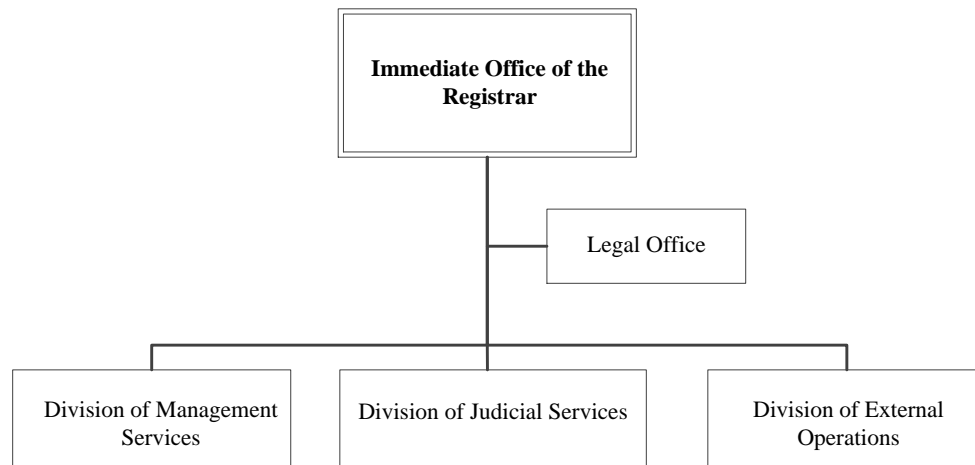 Immediate Office of the
Registrar
Legal Office
Division of Management
Services
Division of Judicial Services
Division of External
Operations